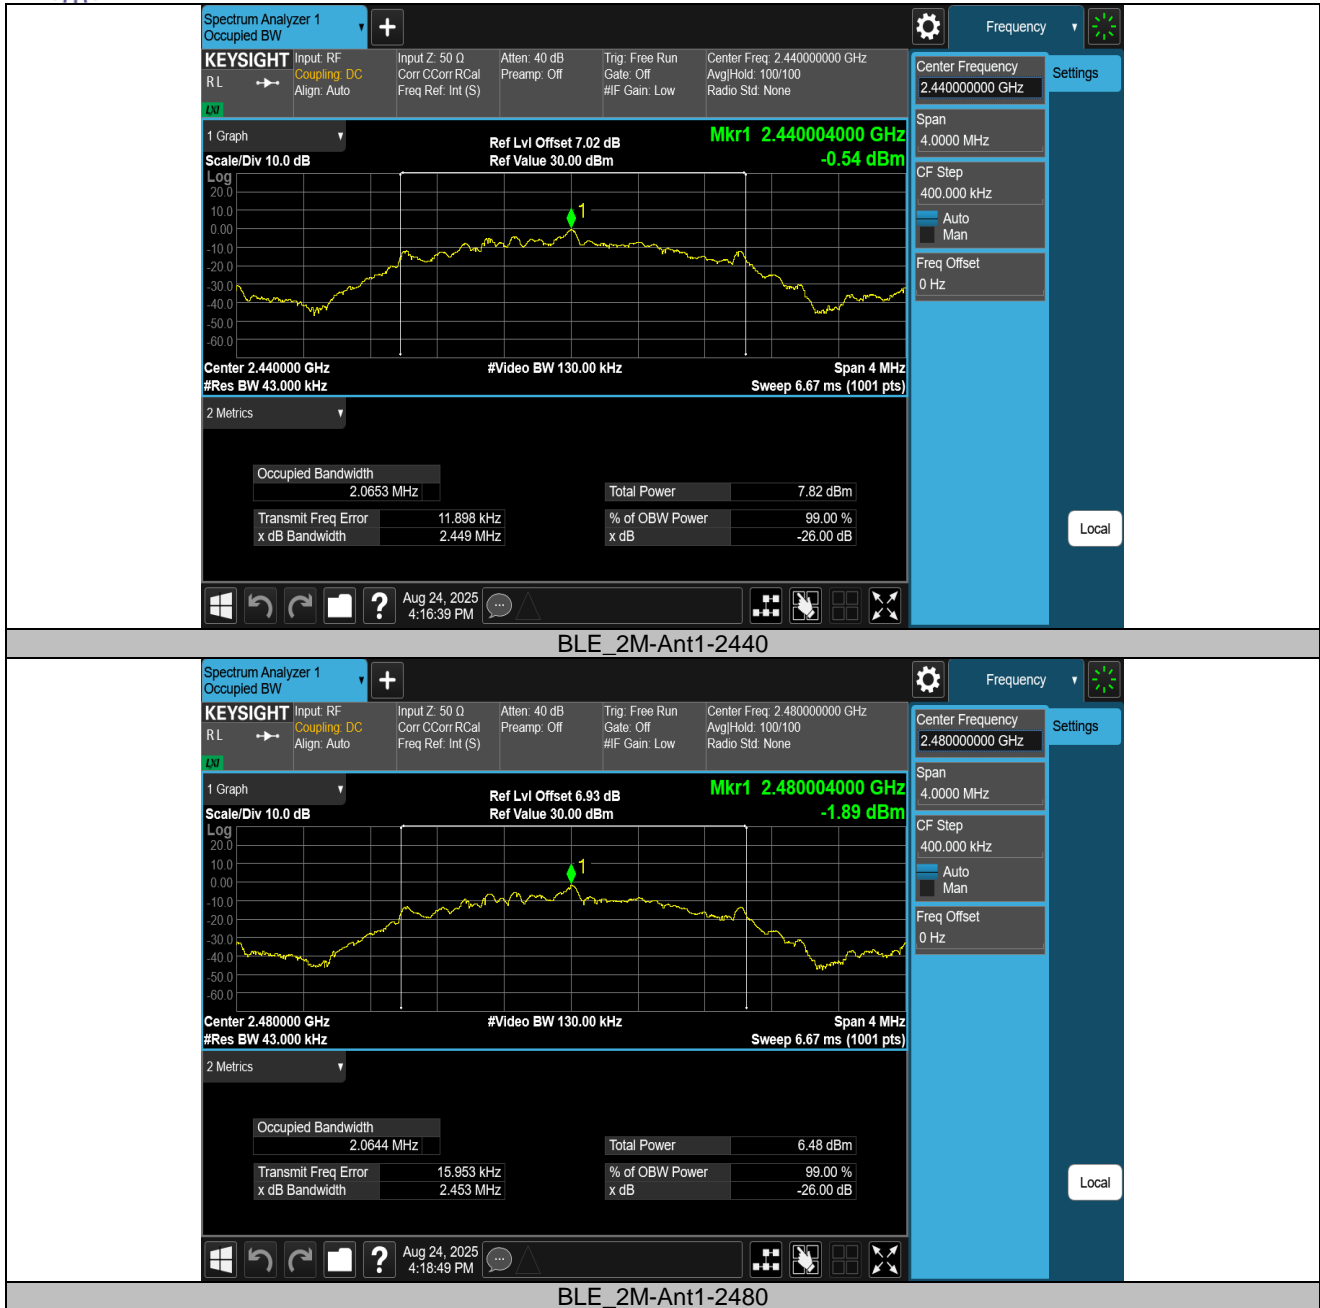 Spectrum Analyzer 1
Occupied BW
Frequency
KEYSIGHT
RL
LXI
Input: RF
Coupling: DC
Align: Auto
Input Z: 50 Ω
Corr CCorr RCal
Freq Ref: Int (S)
Atten: 40 dB
Preamp: Off
Trig: Free Run
Gate: Off
#IF Gain: Low
Center Freq: 2.440000000 GHz
Avg|Hold: 100/100
Radio Std: None
Center Frequency
2.440000000 GHz
Settings
Span
4.0000 MHz
CF Step
400.000 kHz
Auto
Man
Freq Offset
0 Hz
Local
1 Graph
Scale/Div 10.0 dB
Ref Lvl Offset 7.02 dB
Ref Value 30.00 dBm
Mkr1 2.440004000 GHz
-0.54 dBm
Log
20.0
10.0
0.00
-10.0
-20.0
-30.0
-40.0
-50.0
-60.0
1
Center 2.440000 GHz
#Video BW 130.00 kHz
Span 4 MHz
#Res BW 43.000 kHz
Sweep 6.67 ms (1001 pts)
2 Metrics
Occupied Bandwidth
2.0653 MHz
Total Power 7.82 dBm
Transmit Freq Error 11.898 kHz
% of OBW Power 99.00 %
x dB Bandwidth 2.449 MHz
x dB -26.00 dB
Aug 24, 2025
4:16:39 PM
BLE_2M-Ant1-2440
Spectrum Analyzer 1
Occupied BW
Frequency
KEYSIGHT
RL
LXI
Input: RF
Coupling: DC
Align: Auto
Input Z: 50 Ω
Corr CCorr RCal
Freq Ref: Int (S)
Atten: 40 dB
Preamp: Off
Trig: Free Run
Gate: Off
#IF Gain: Low
Center Freq: 2.480000000 GHz
Avg|Hold: 100/100
Radio Std: None
Center Frequency
2.480000000 GHz
Settings
Span
4.0000 MHz
CF Step
400.000 kHz
Auto
Man
Freq Offset
0 Hz
Local
1 Graph
Scale/Div 10.0 dB
Ref Lvl Offset 6.93 dB
Ref Value 30.00 dBm
Mkr1 2.480004000 GHz
-1.89 dBm
Log
20.0
10.0
0.00
-10.0
-20.0
-30.0
-40.0
-50.0
-60.0
1
Center 2.480000 GHz
#Video BW 130.00 kHz
Span 4 MHz
#Res BW 43.000 kHz
Sweep 6.67 ms (1001 pts)
2 Metrics
Occupied Bandwidth
2.0644 MHz
Total Power 6.48 dBm
Transmit Freq Error 15.953 kHz
% of OBW Power 99.00 %
x dB Bandwidth 2.453 MHz
x dB -26.00 dB
Aug 24, 2025
4:18:49 PM
BLE_2M-Ant1-2480